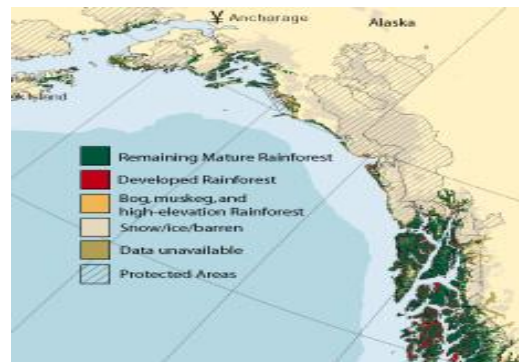 Anchorage
Alaska
Island
Remaining Mature Rainforest
Developed Rainforest
Bog, muskeg, and
high-elevation Rainforest
Snow/ice/barren
Data unavailable
Protected Areas